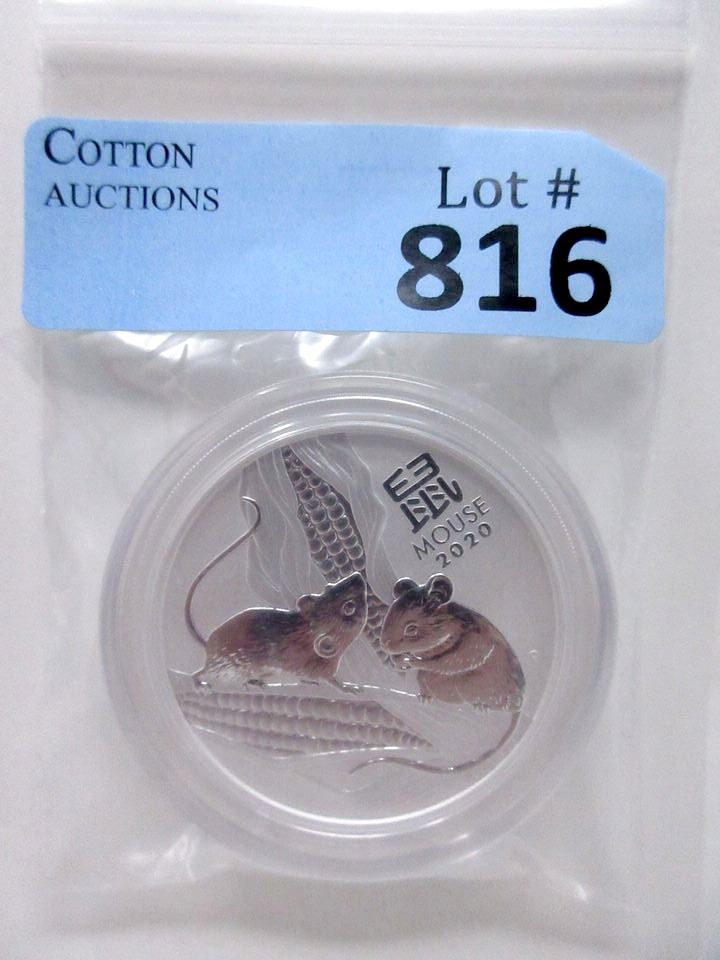 COTTON
AUCTIONS
Lot #
816
鼠
MOUSE
2020